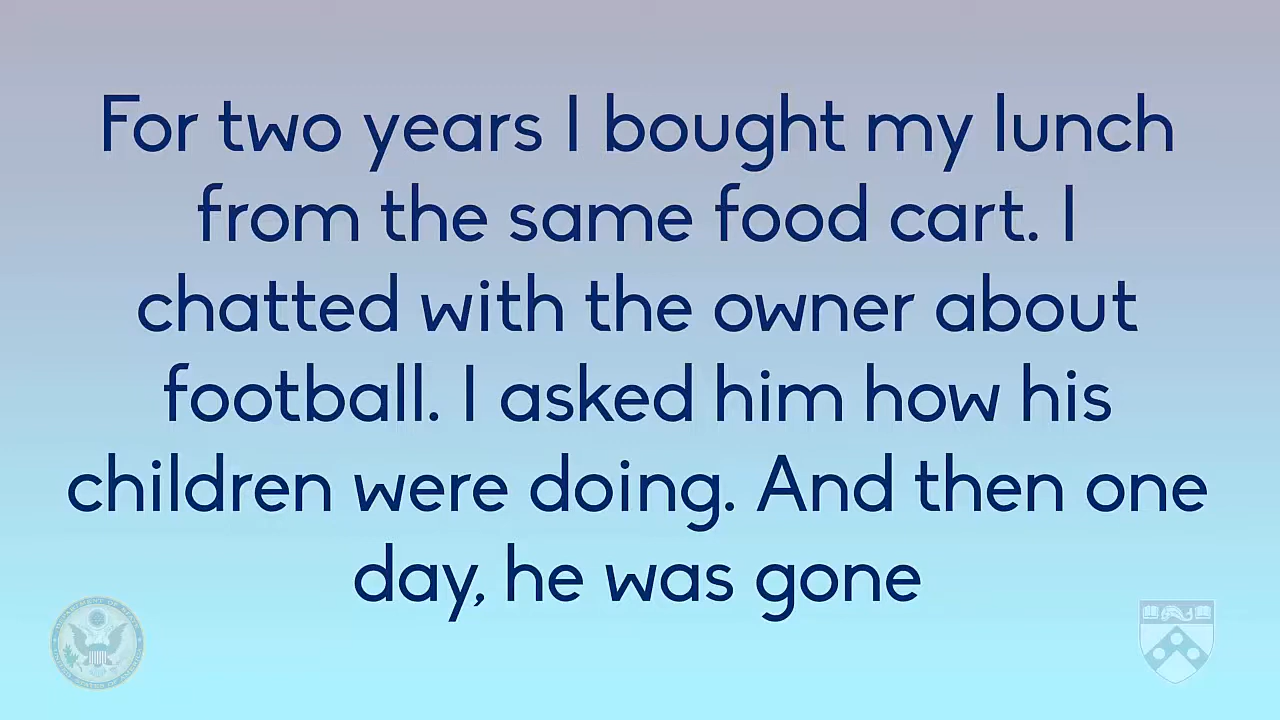 For two years I bought my lunch
from the same food cart. I
chatted with the owner about
football. I asked him how his
children were doing. And then one
day, he was gone